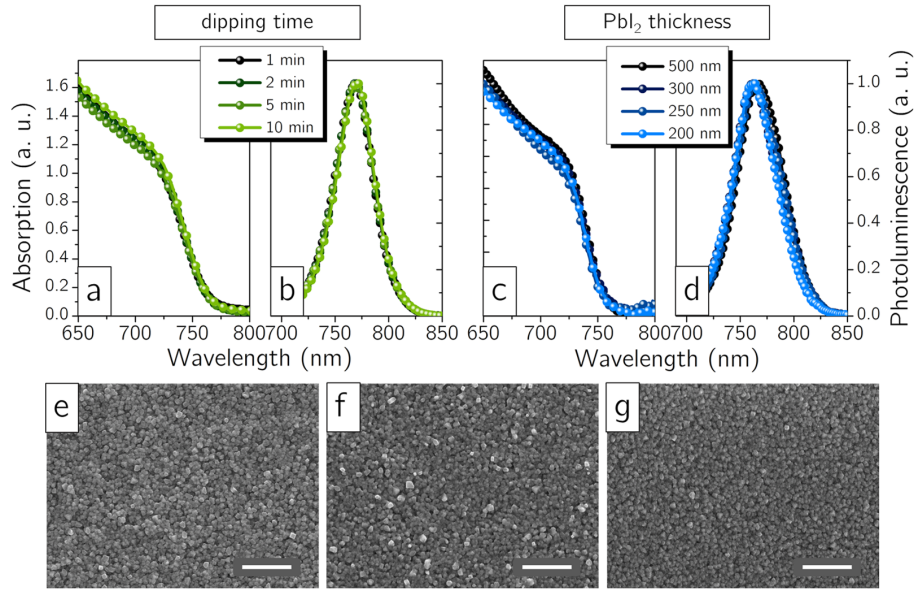 dipping time
PbI₂ thickness
1 min
2 min
5 min
10 min
500 nm
300 nm
250 nm
200 nm
Absorption (a. u.)
1.6
1.4
1.2
1.0
0.8
0.6
0.4
0.2
0.0
a
b
c
d
1.0
0.8
0.6
0.4
0.2
0.0
Photoluminescence (a. u.)
650 700 750 800
700 750 800 850
650 700 750 800
700 750 800 850
Wavelength (nm)
Wavelength (nm)
e
f
g